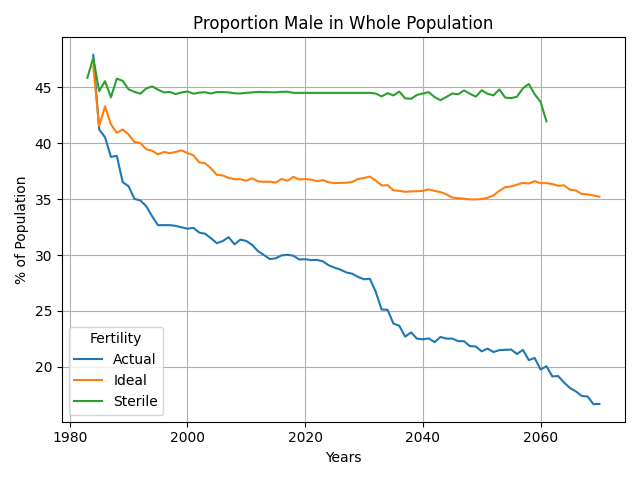 Proportion Male in Whole Population
% of Population
45
40
35
30
25
20
Fertility
Actual
Ideal
Sterile
1980
2000
2020
2040
2060
Years